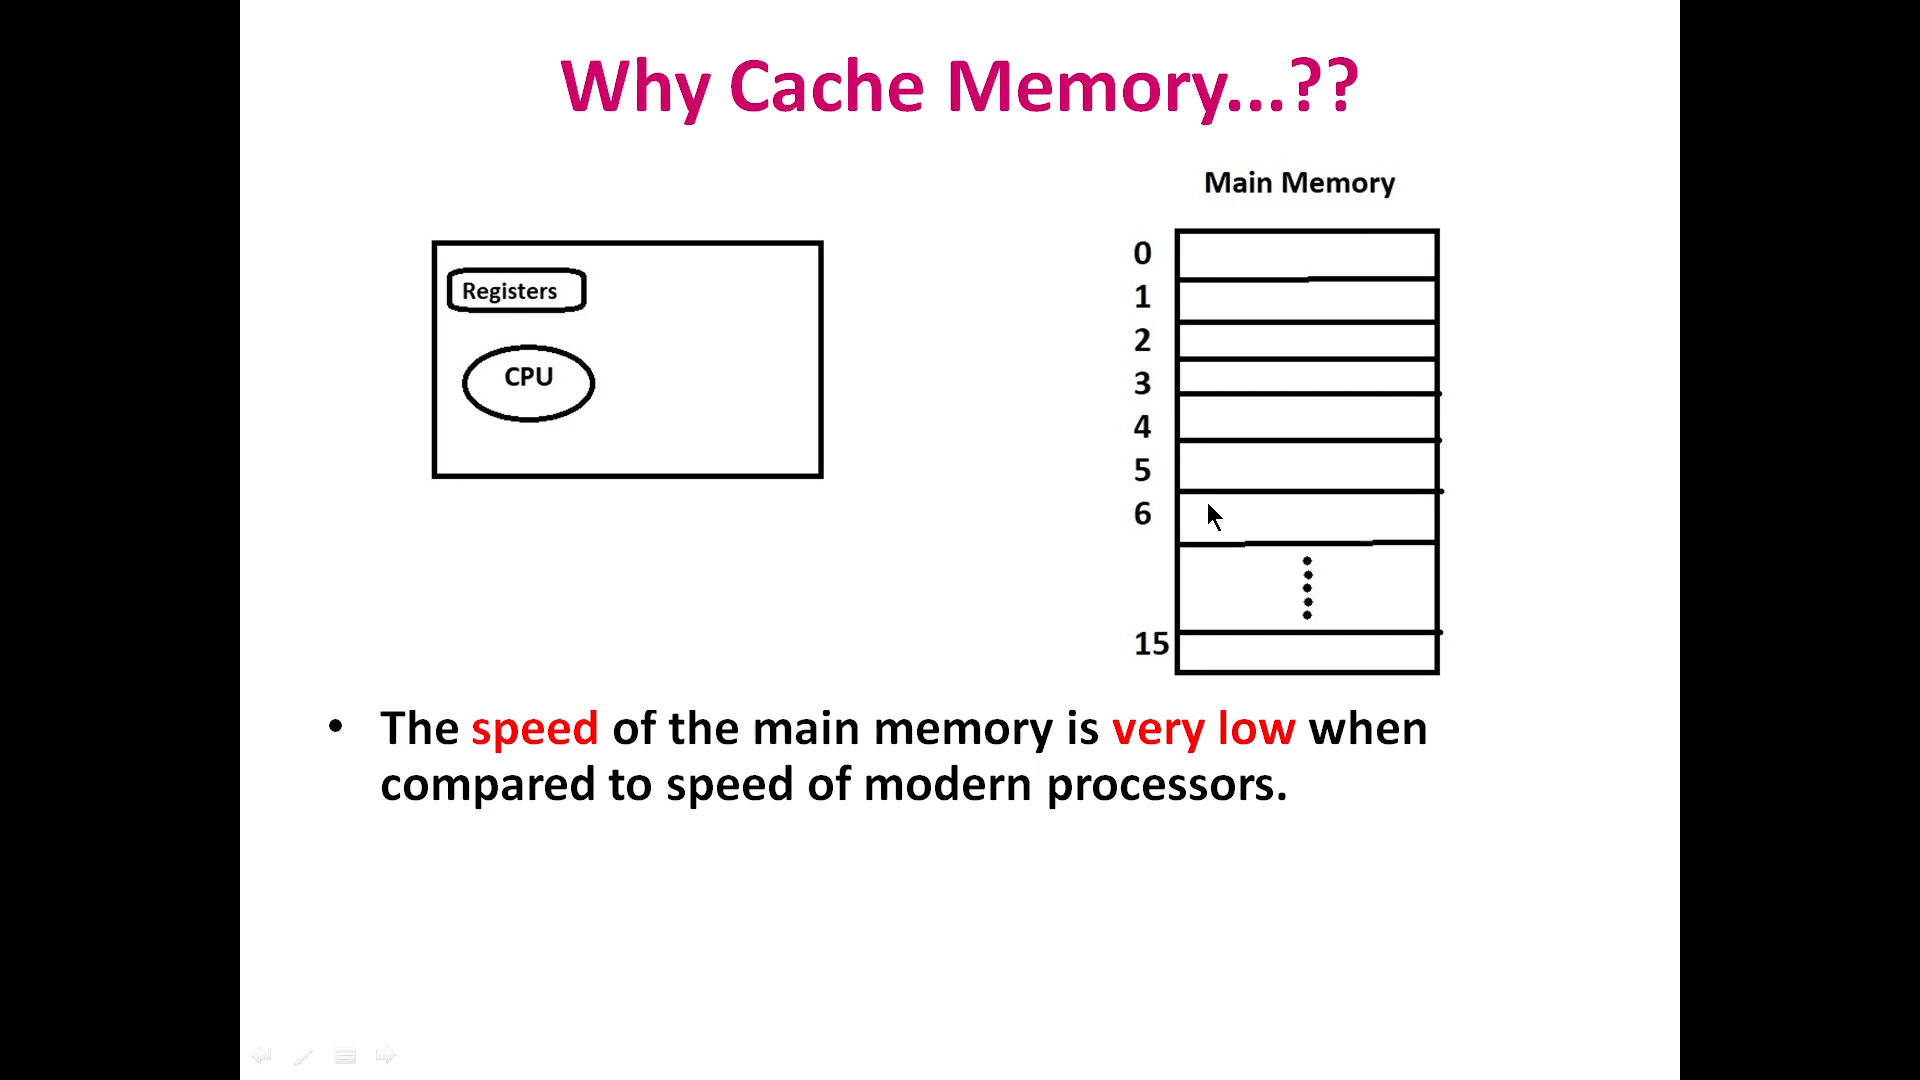 Why Cache Memory...??
Main Memory
Registers
CPU
0
1
2
3
4
5
6
15
• The speed of the main memory is very low when
compared to speed of modern processors.